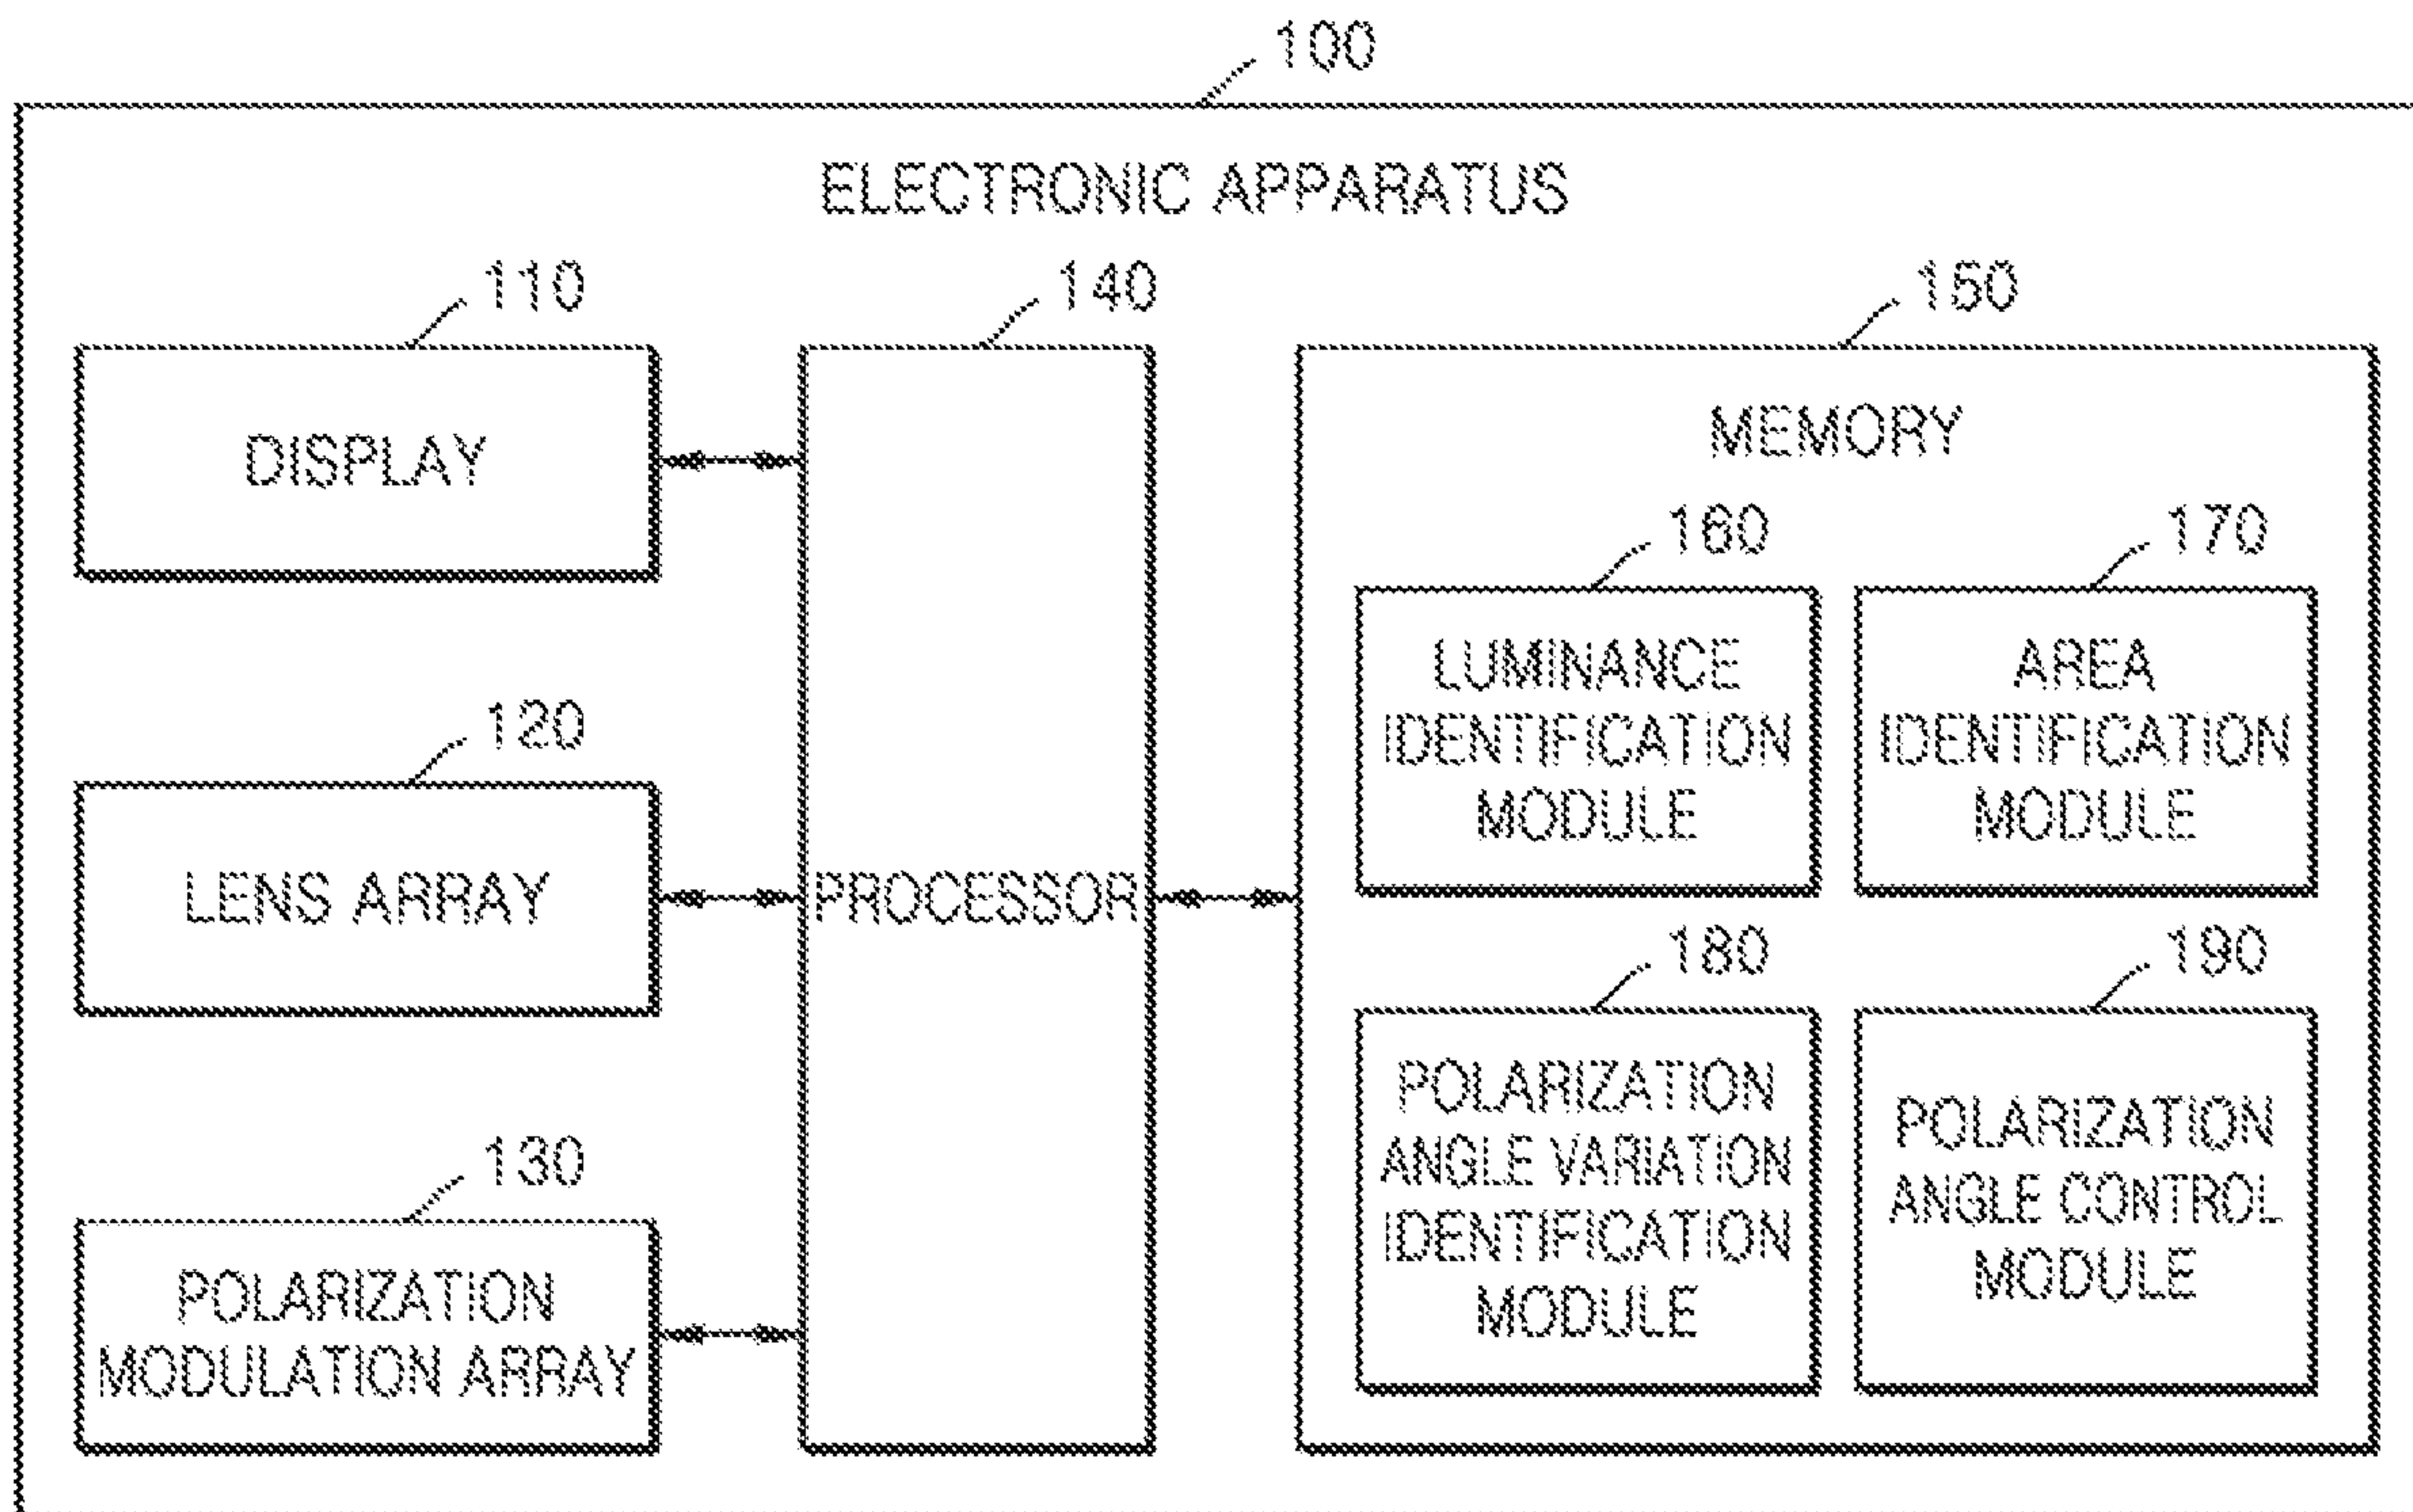 100
ELECTRONIC APPARATUS
110
140
150
DISPLAY
MEMORY
160
170
LUMINANCE
IDENTIFICATION
MODULE
AREA
IDENTIFICATION
MODULE
120
LENS ARRAY
PROCESSOR
180
190
POLARIZATION
ANGLE VARIATION
IDENTIFICATION
MODULE
POLARIZATION
ANGLE CONTROL
MODULE
130
POLARIZATION
MODULATION ARRAY